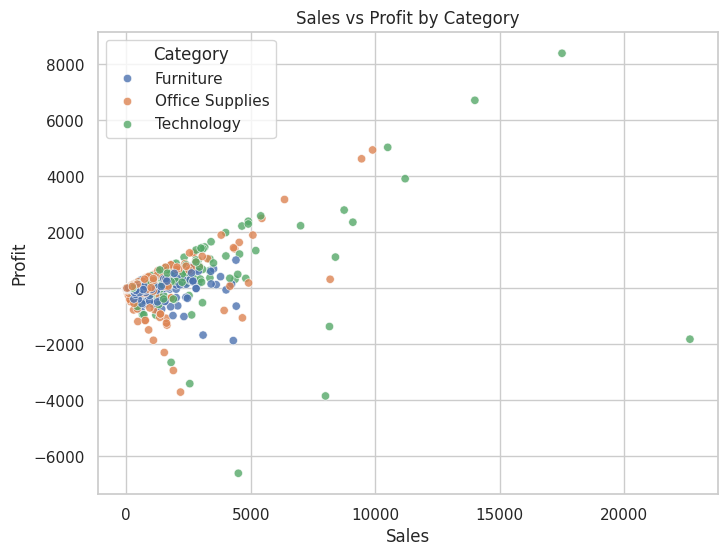 Sales vs Profit by Category
Category
Furniture
Office Supplies
Technology
8000
6000
4000
2000
0
−2000
−4000
−6000
Profit
0
5000
10000
15000
20000
Sales